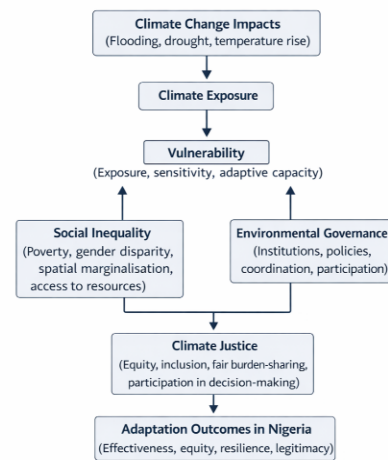 Climate Change Impacts
(Flooding, drought, temperature rise)
Climate Exposure
Vulnerability
(Exposure, sensitivity, adaptive capacity)
Social Inequality
(Poverty, gender disparity,
spatial marginalisation,
access to resources)
Environmental Governance
(Institutions, policies,
coordination, participation)
Climate Justice
(Equity, inclusion, fair burden-sharing,
participation in decision-making)
Adaptation Outcomes in Nigeria
(Effectiveness, equity, resilience, legitimacy)